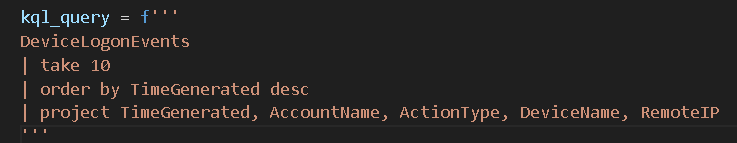 kql_query = f'''
DeviceLogonEvents
| take 10
| order by TimeGenerated desc
| project TimeGenerated, AccountName, ActionType, DeviceName, RemoteIP
'''